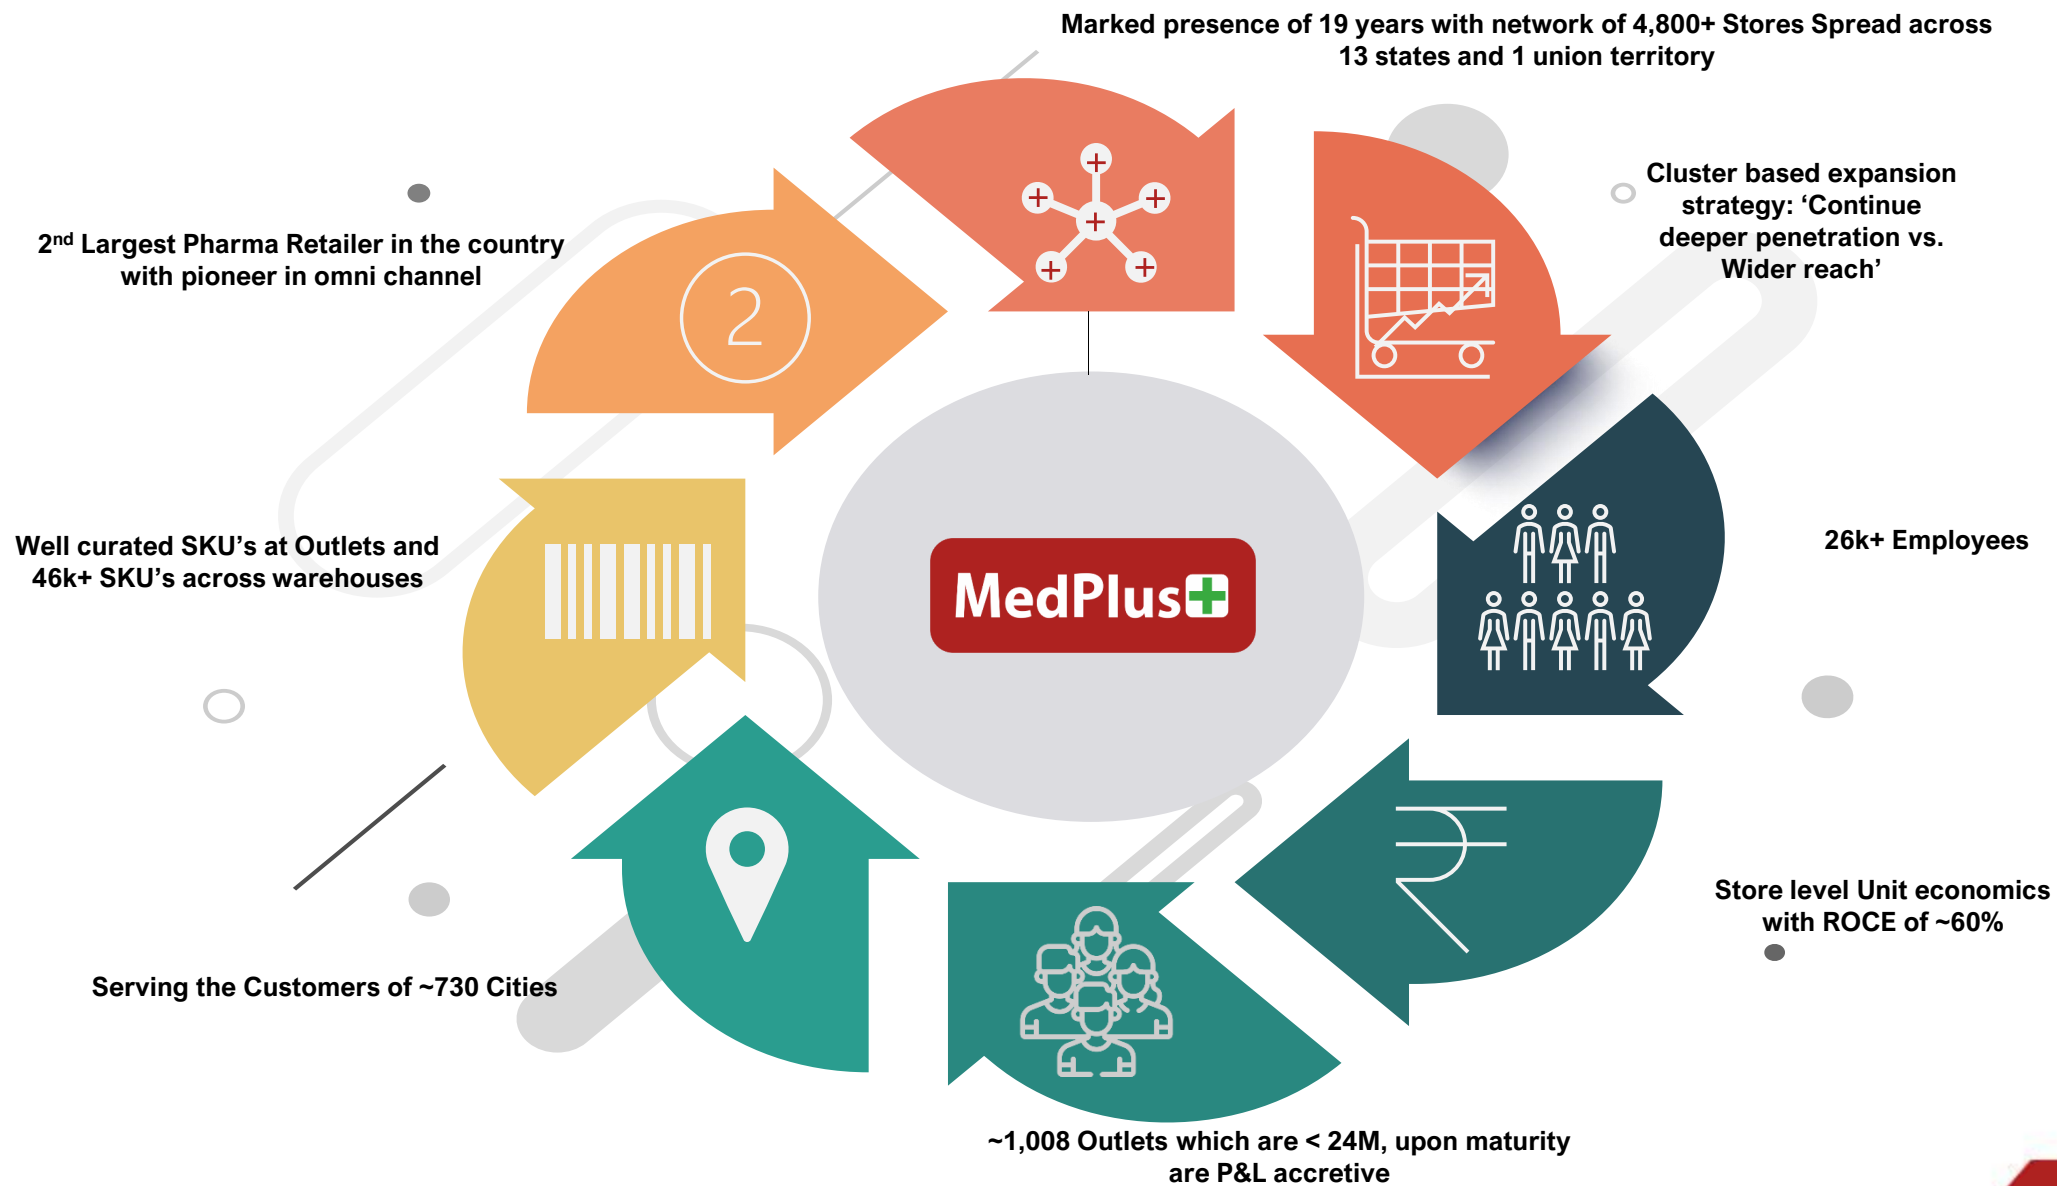 Marked presence of 19 years with network of 4,800+ Stores Spread across
13 states and 1 union territory
Cluster based expansion
strategy: ‘Continue
deeper penetration vs.
Wider reach’
2nd Largest Pharma Retailer in the country
with pioneer in omni channel
2
Well curated SKU’s at Outlets and
46k+ SKU’s across warehouses
MedPlus
26k+ Employees
Store level Unit economics
with ROCE of ~60%
Serving the Customers of ~730 Cities
~1,008 Outlets which are < 24M, upon maturity
are P&L accretive